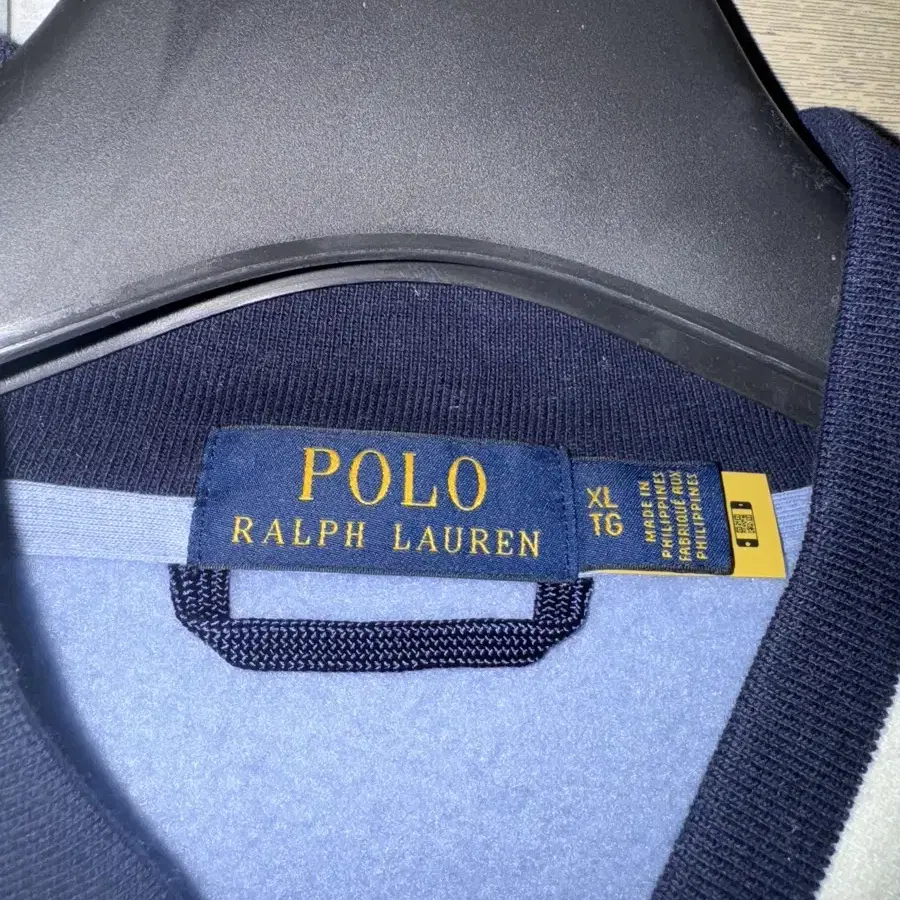 POLO
RALPH LAUREN
XL
TG
MADE IN
PHILIPPINES
FABRIQUÉ AUX
PHILIPPINES